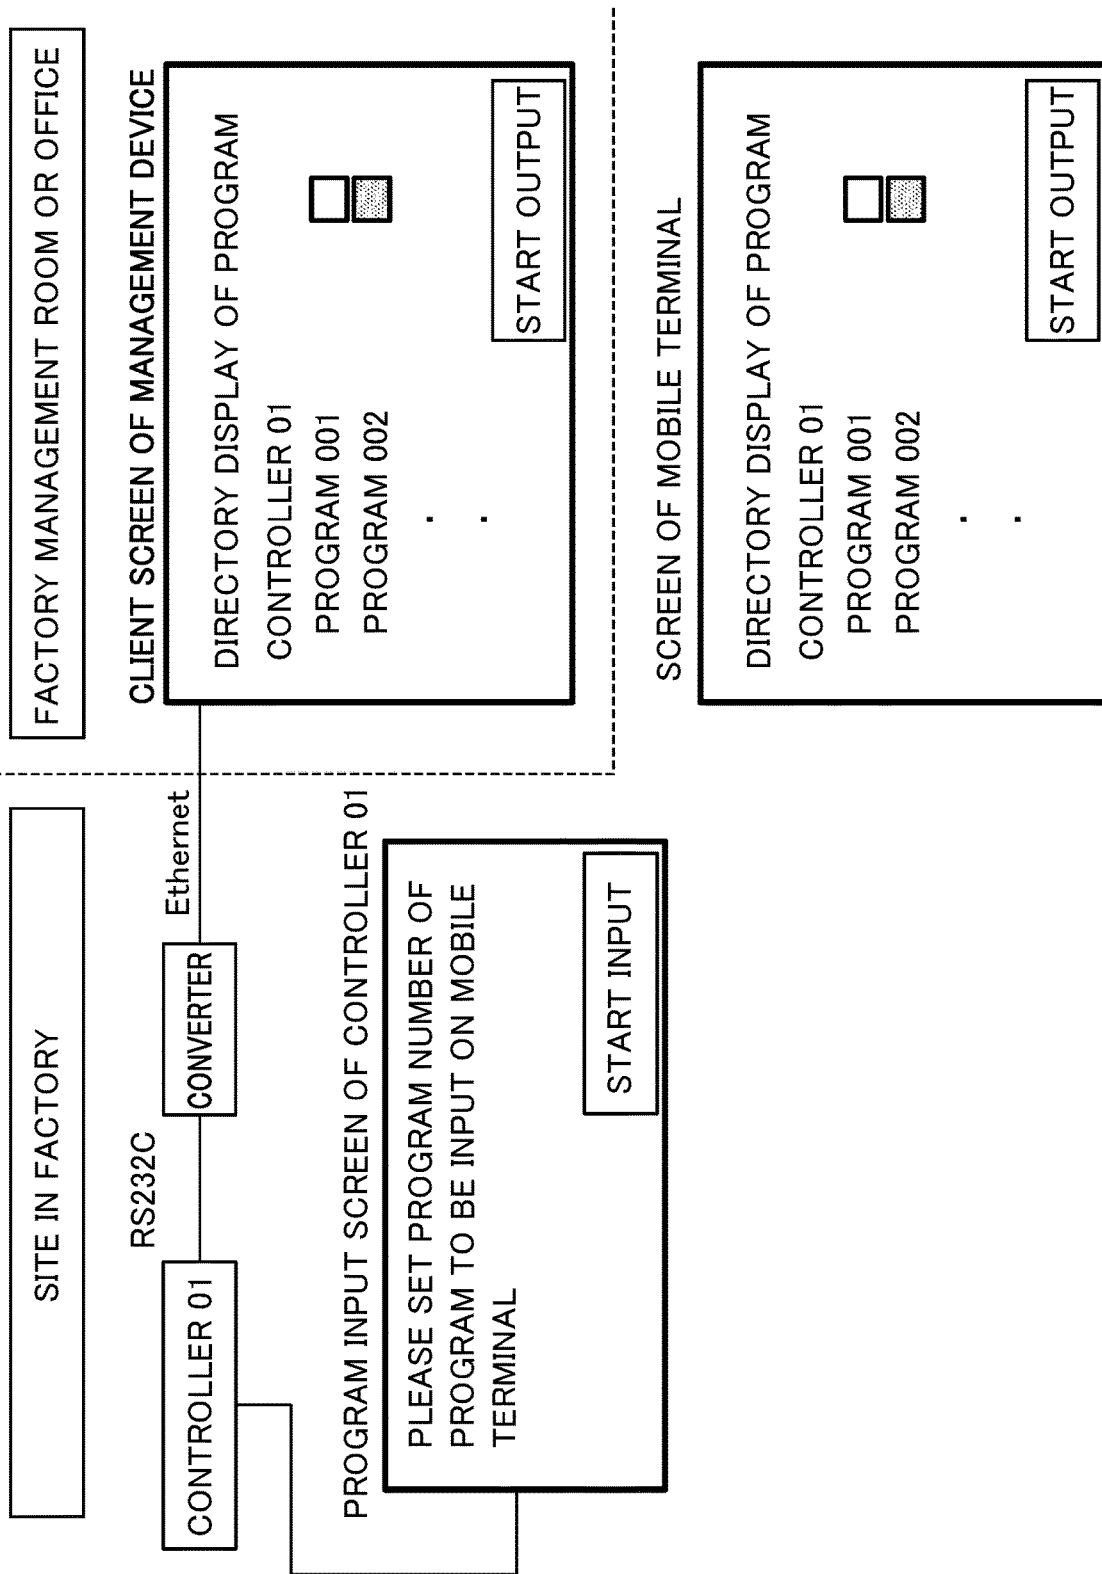 SITE IN FACTORY
FACTORY MANAGEMENT ROOM OR OFFICE
RS232C
Ethernet
CONTROLLER 01
CONVERTER
CLIENT SCREEN OF MANAGEMENT DEVICE
DIRECTORY DISPLAY OF PROGRAM
CONTROLLER 01
PROGRAM 001
PROGRAM 002
.
.
START OUTPUT
PROGRAM INPUT SCREEN OF CONTROLLER 01
PLEASE SET PROGRAM NUMBER OF
PROGRAM TO BE INPUT ON MOBILE
TERMINAL
START INPUT
SCREEN OF MOBILE TERMINAL
DIRECTORY DISPLAY OF PROGRAM
CONTROLLER 01
PROGRAM 001
PROGRAM 002
.
.
START OUTPUT